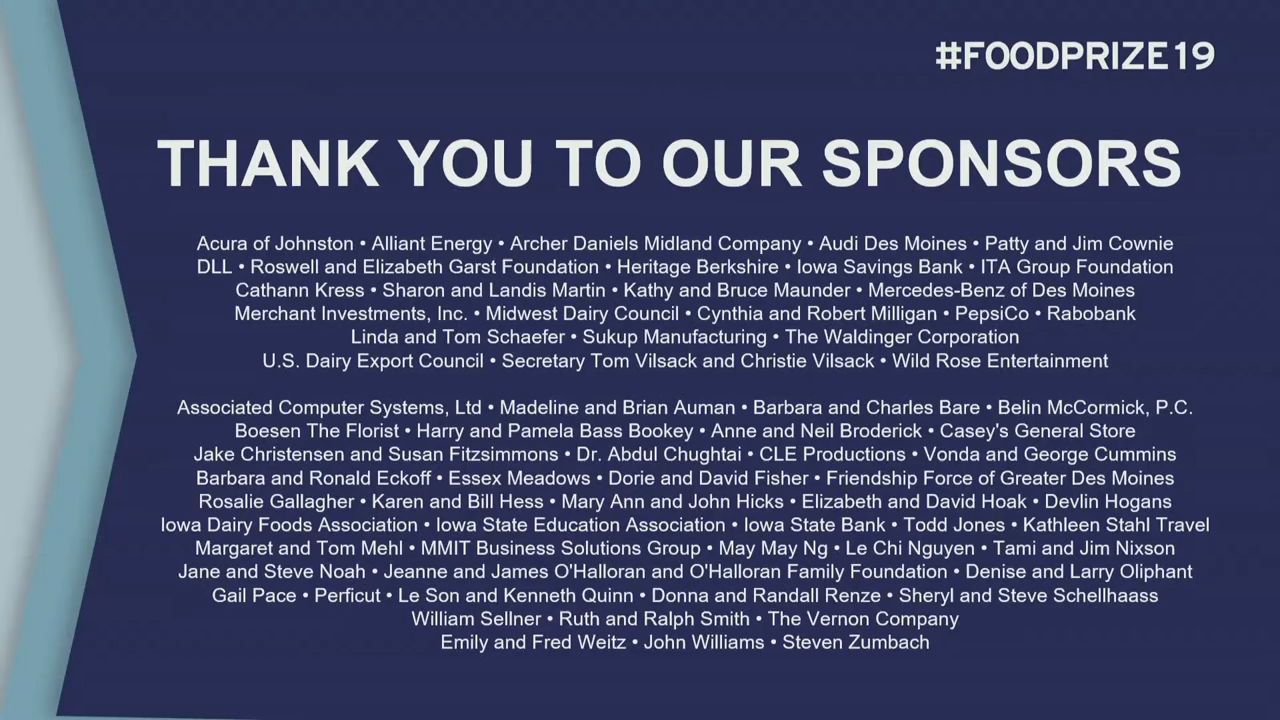 #FOODPRIZE19
THANK YOU TO OUR SPONSORS
Acura of Johnston • Alliant Energy • Archer Daniels Midland Company • Audi Des Moines • Patty and Jim Cownie
DLL • Roswell and Elizabeth Garst Foundation • Heritage Berkshire • Iowa Savings Bank • ITA Group Foundation
Cathann Kress • Sharon and Landis Martin • Kathy and Bruce Maunder • Mercedes-Benz of Des Moines
Merchant Investments, Inc. • Midwest Dairy Council • Cynthia and Robert Milligan • PepsiCo • Rabobank
Linda and Tom Schaefer • Sukup Manufacturing • The Waldinger Corporation
U.S. Dairy Export Council • Secretary Tom Vilsack and Christie Vilsack • Wild Rose Entertainment
Associated Computer Systems, Ltd • Madeline and Brian Auman • Barbara and Charles Bare • Belin McCormick, P.C.
Boesen The Florist • Harry and Pamela Bass Bookey • Anne and Neil Broderick • Casey's General Store
Jake Christensen and Susan Fitzsimmons • Dr. Abdul Chughtai • CLE Productions • Vonda and George Cummins
Barbara and Ronald Eckoff • Essex Meadows • Dorie and David Fisher • Friendship Force of Greater Des Moines
Rosalie Gallagher • Karen and Bill Hess • Mary Ann and John Hicks • Elizabeth and David Hoak • Devlin Hogans
Iowa Dairy Foods Association • Iowa State Education Association • Iowa State Bank • Todd Jones • Kathleen Stahl Travel
Margaret and Tom Mehl • MMIT Business Solutions Group • May May Ng • Le Chi Nguyen • Tami and Jim Nixson
Jane and Steve Noah • Jeanne and James O'Halloran and O'Halloran Family Foundation • Denise and Larry Oliphant
Gail Pace • Perficut • Le Son and Kenneth Quinn • Donna and Randall Renze • Sheryl and Steve Schellhaass
William Sellner • Ruth and Ralph Smith • The Vernon Company
Emily and Fred Weitz • John Williams • Steven Zumbach